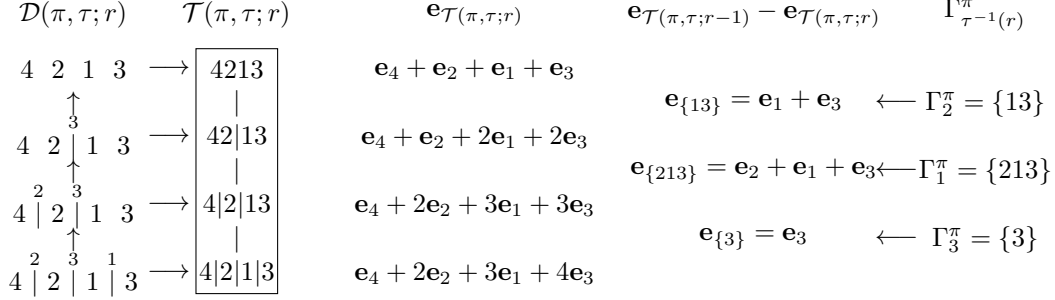 𝒟(π, τ; r) 𝒯(π, τ; r) e_{𝒯(π,τ;r)} e_{𝒯(π,τ;r−1)} − e_{𝒯(π,τ;r)} Γ^π_{τ^{−1}(r)}
4 2 1 3 ⟶ 4213 e_4 + e_2 + e_1 + e_3
e_{\{13\}} = e_1 + e_3 ⟵ Γ^π_2 = {13}
3
4 2 | 1 3 ⟶ 42|13 e_4 + e_2 + 2e_1 + 2e_3
e_{\{213\}} = e_2 + e_1 + e_3 ⟵ Γ^π_1 = {213}
2 3
4 | 2 | 1 3 ⟶ 4|2|13 e_4 + 2e_2 + 3e_1 + 3e_3
e_{\{3\}} = e_3 ⟵ Γ^π_3 = {3}
2 3 1
4 | 2 | 1 | 3 ⟶ 4|2|1|3 e_4 + 2e_2 + 3e_1 + 4e_3